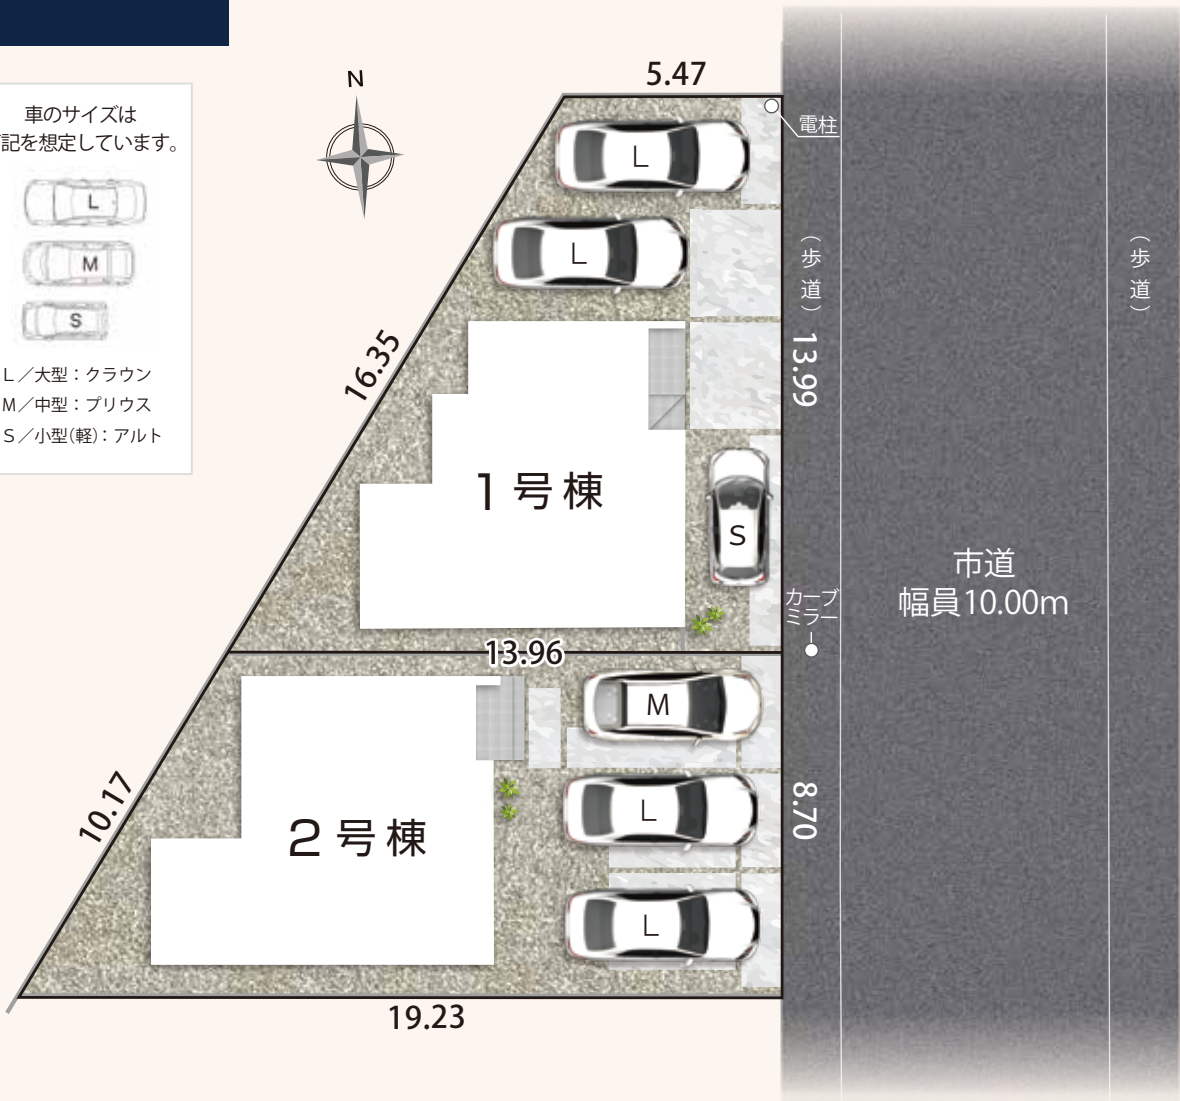 車のサイズは
記を想定しています。
L
M
S
L／大型：クラウン
M／中型：プリウス
S／小型(軽)：アルト
N
5.47
電柱
L
L
（歩道）
（歩道）
16.35
13.99
1号棟
S
市道
幅員10.00m
カーブ
ミラー
13.96
M
10.17
L
8.70
2号棟
L
19.23